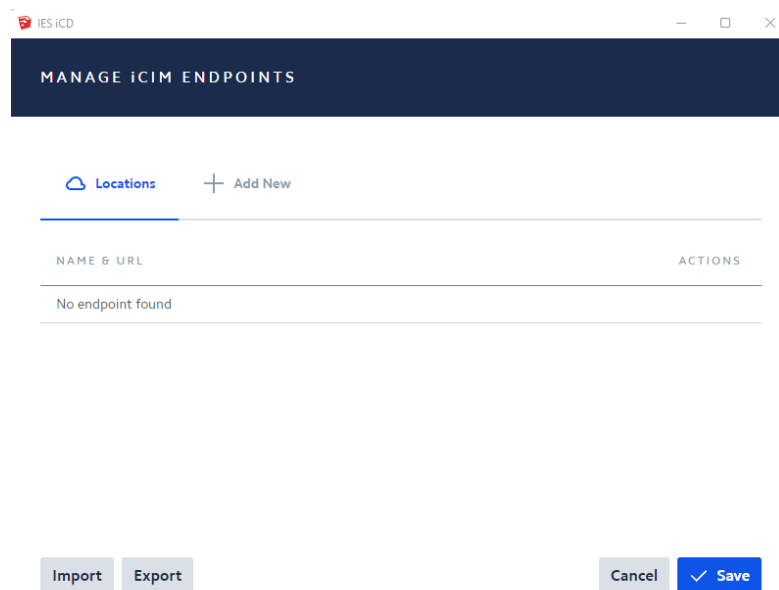 IES iCD
MANAGE iCIM ENDPOINTS
Locations
Add New
NAME & URL
ACTIONS
No endpoint found
Import
Export
Cancel
Save